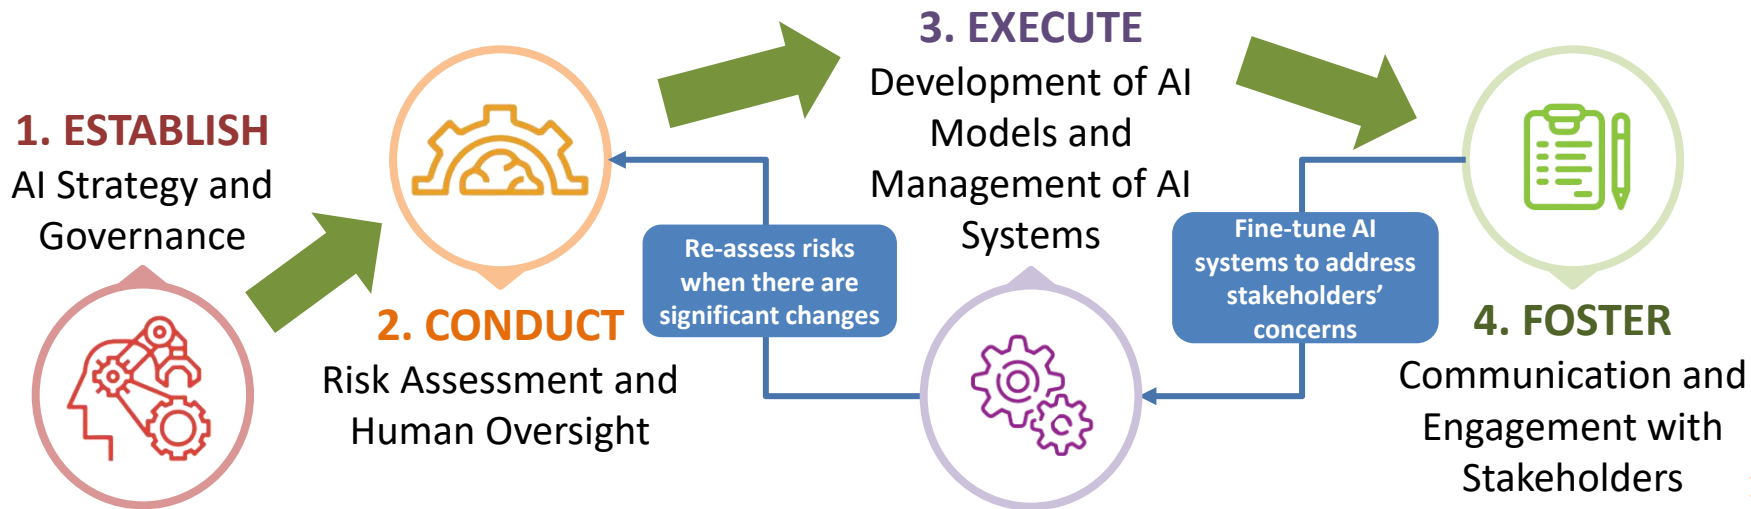 1. ESTABLISH
AI Strategy and
Governance
2. CONDUCT
Risk Assessment and
Human Oversight
Re-assess risks
when there are
significant changes
3. EXECUTE
Development of AI
Models and
Management of AI
Systems
Fine-tune AI
systems to address
stakeholders’
concerns
4. FOSTER
Communication and
Engagement with
Stakeholders